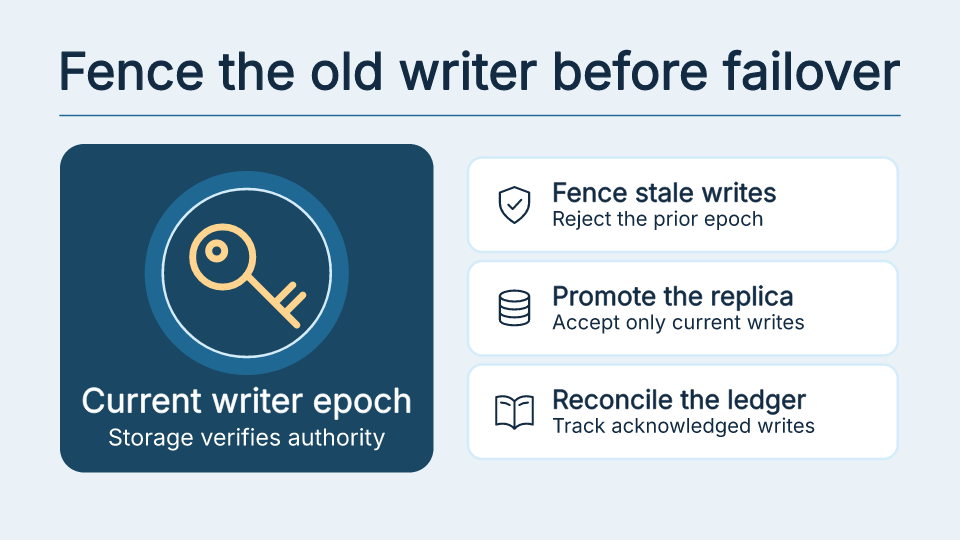 Fence the old writer before failover
Current writer epoch
Storage verifies authority
Fence stale writes
Reject the prior epoch
Promote the replica
Accept only current writes
Reconcile the ledger
Track acknowledged writes